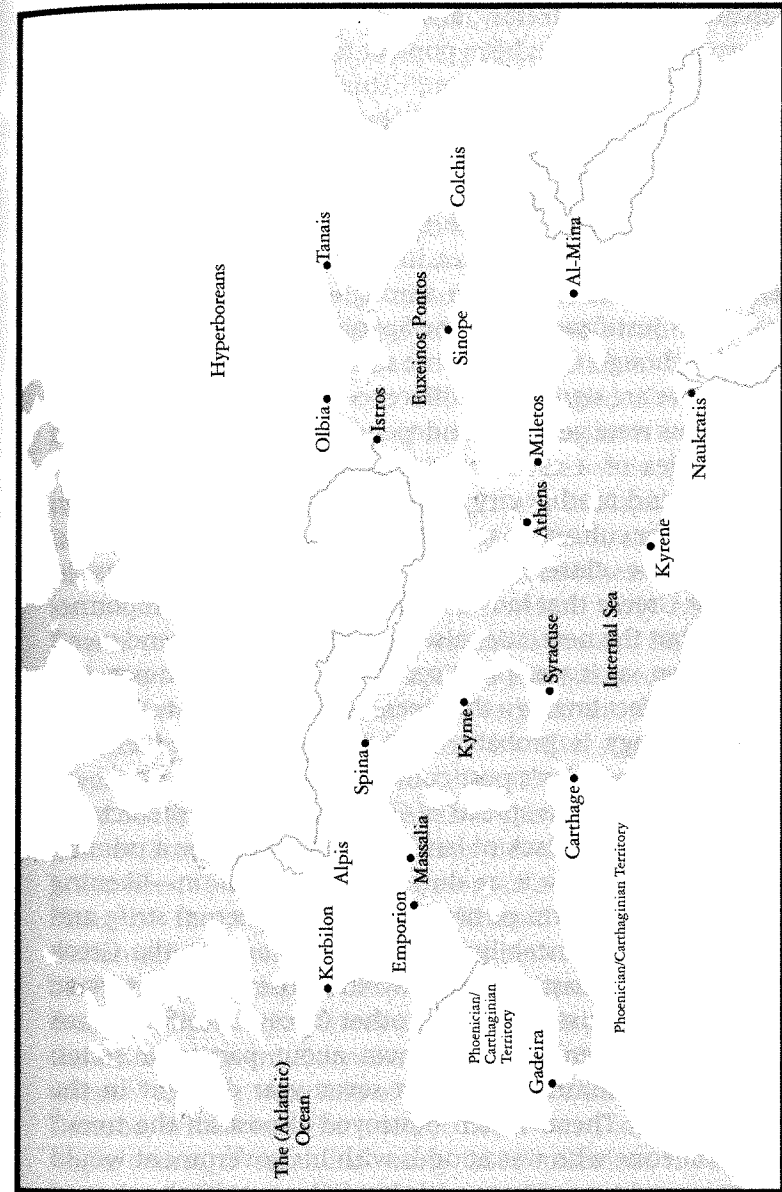 Hyperboreans
Tanais
Colchis
Olbia
Istros
Euxeinos Pontos
Sinope
Al-Mina
Miletos
Athens
Naukratis
Kyrene
Internal Sea
Syracuse
Kyme
Spina
Carthage
Alpis
Massalia
Emporion
Korbilon
Phoenician/Carthaginian Territory
Phoenician/
Carthaginian
Territory
Gadeira
The (Atlantic)
Ocean